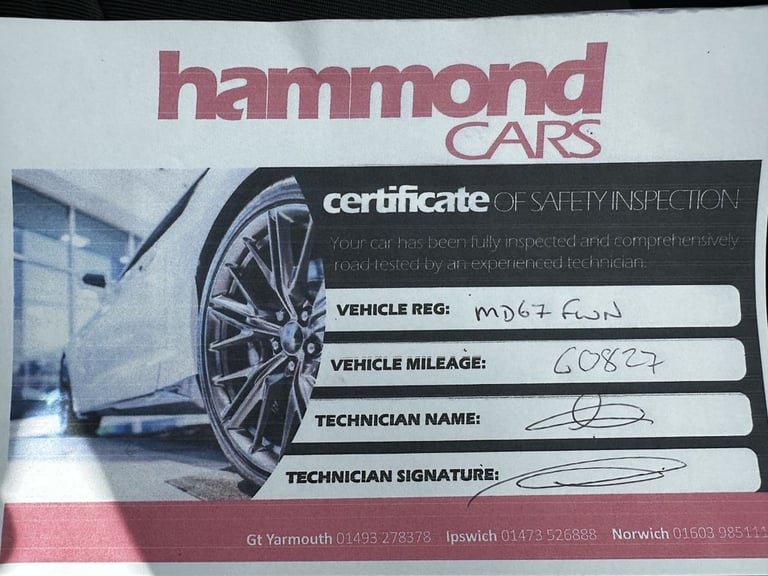 hammond
CARS
certificate OF SAFETY INSPECTION
Your car has been fully inspected and comprehensively
road tested by an experienced technician.
VEHICLE REG: MD67 FWN
VEHICLE MILEAGE: 60827
TECHNICIAN NAME:
TECHNICIAN SIGNATURE:
Gt Yarmouth 01493 278378 Ipswich 01473 526888 Norwich 01603 985111